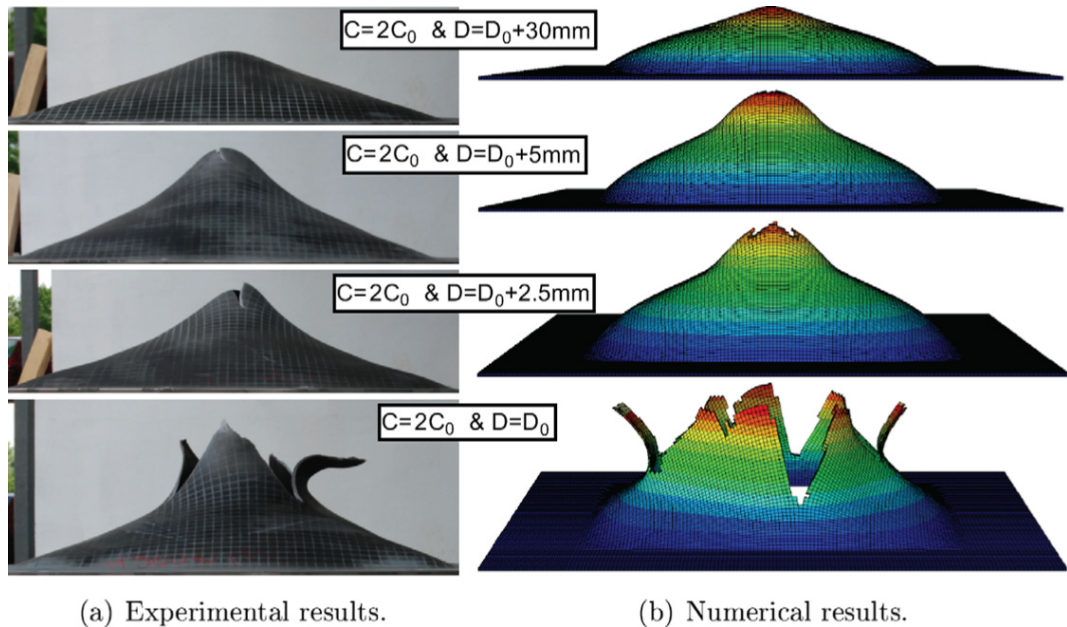 C=2C₀ & D=D₀+30mm
C=2C₀ & D=D₀+5mm
C=2C₀ & D=D₀+2.5mm
C=2C₀ & D=D₀
(a) Experimental results.
(b) Numerical results.